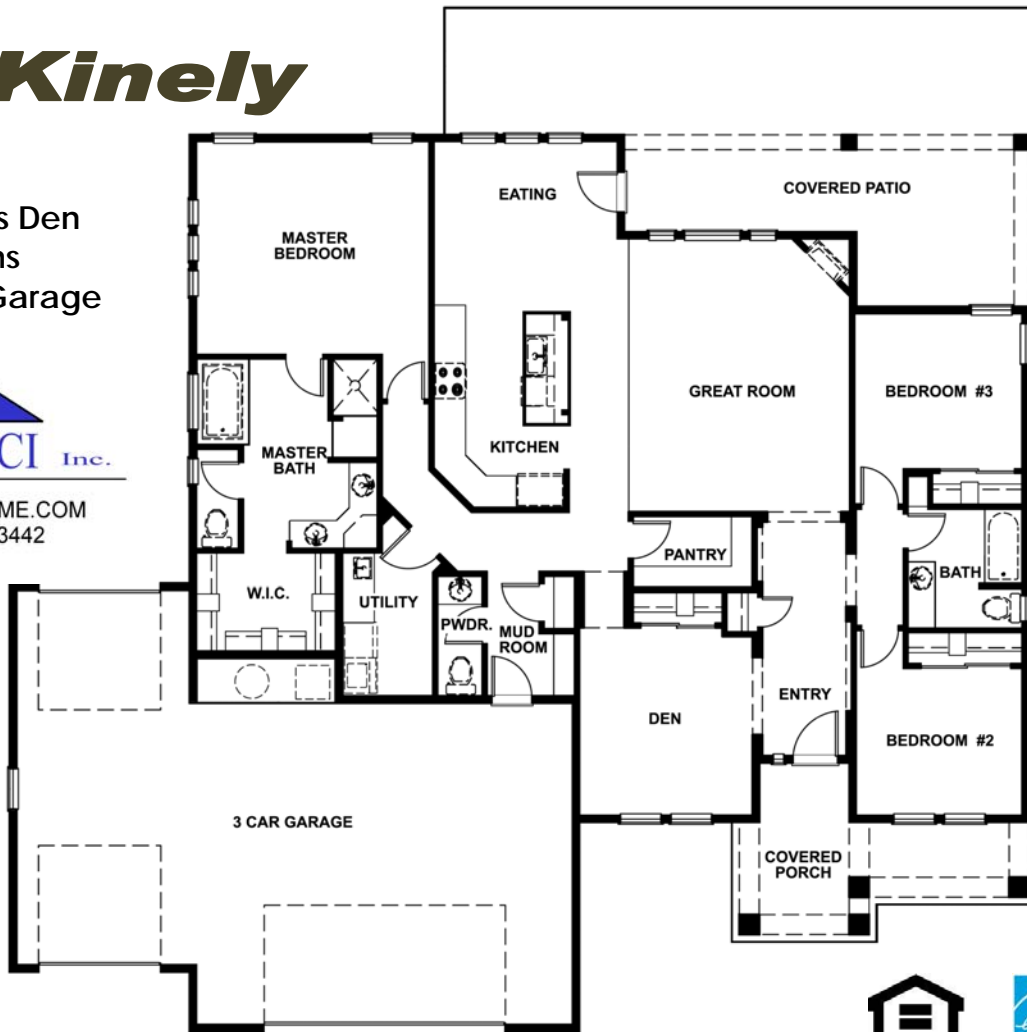 Kinely
s Den
ns
Garage
CI Inc.
ME.COM
3442
EATING
COVERED PATIO
MASTER
BEDROOM
GREAT ROOM
BEDROOM #3
KITCHEN
MASTER
BATH
PANTRY
BATH
W.I.C.
UTILITY
PWDR.
MUD
ROOM
ENTRY
DEN
BEDROOM #2
3 CAR GARAGE
COVERED
PORCH